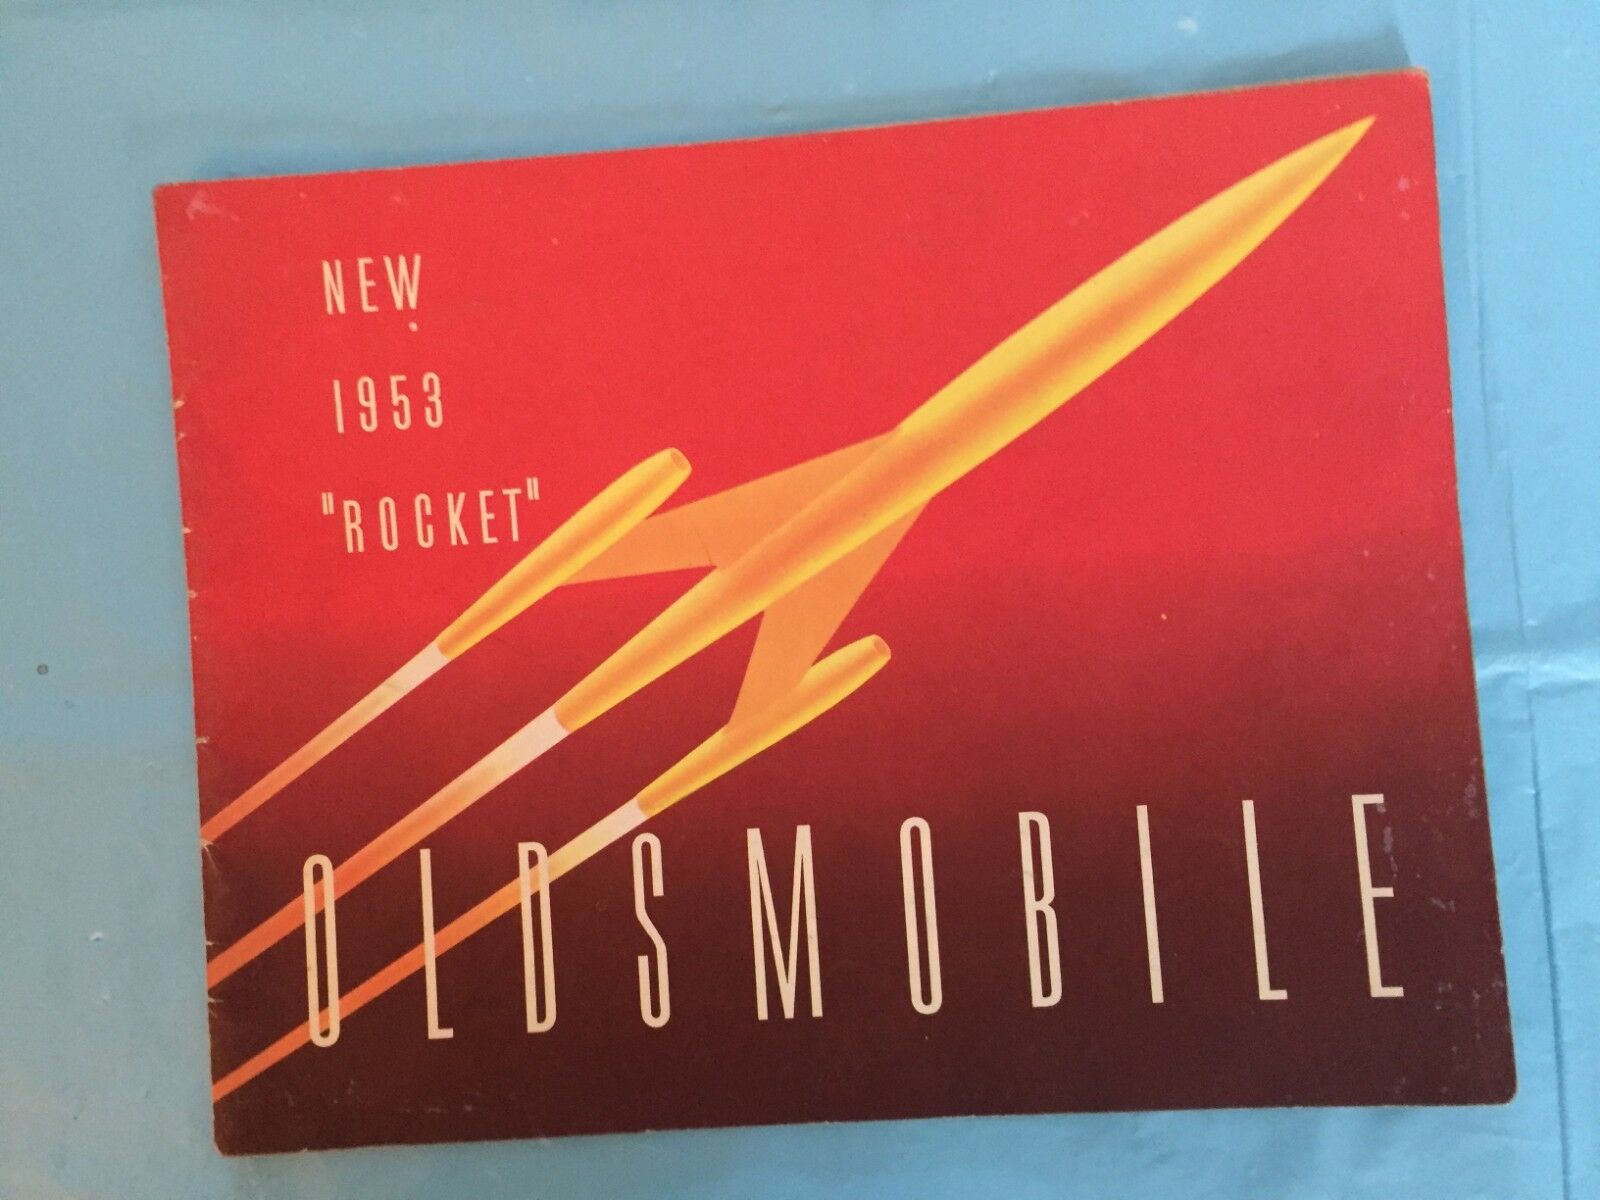 NEW
1953
"ROCKET"
OLDSMOBILE